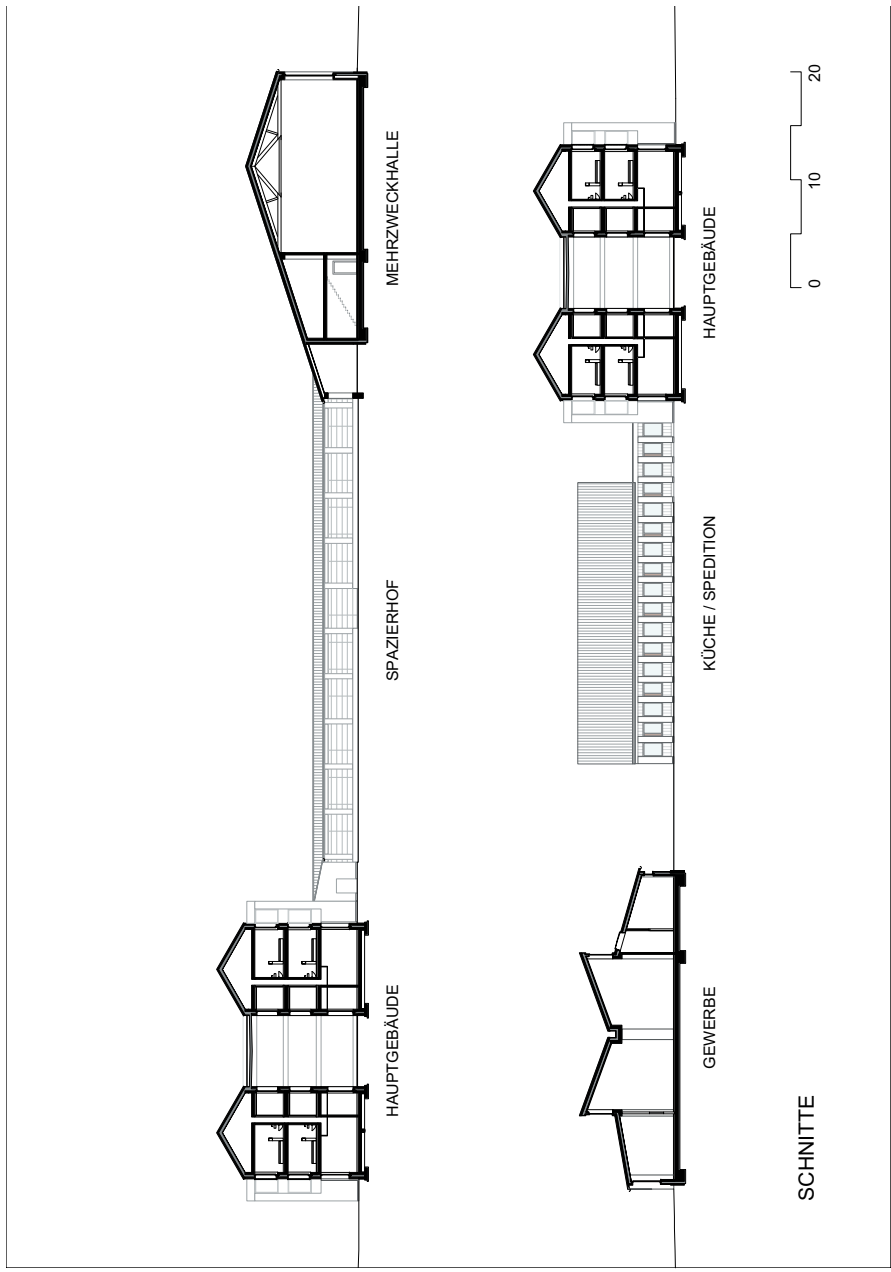 HAUPTGEBÄUDE
SPAZIERHOF
MEHRZWECKHALLE
GEWERBE
KÜCHE / SPEDITION
HAUPTGEBÄUDE
SCHNITTE
0
10
20